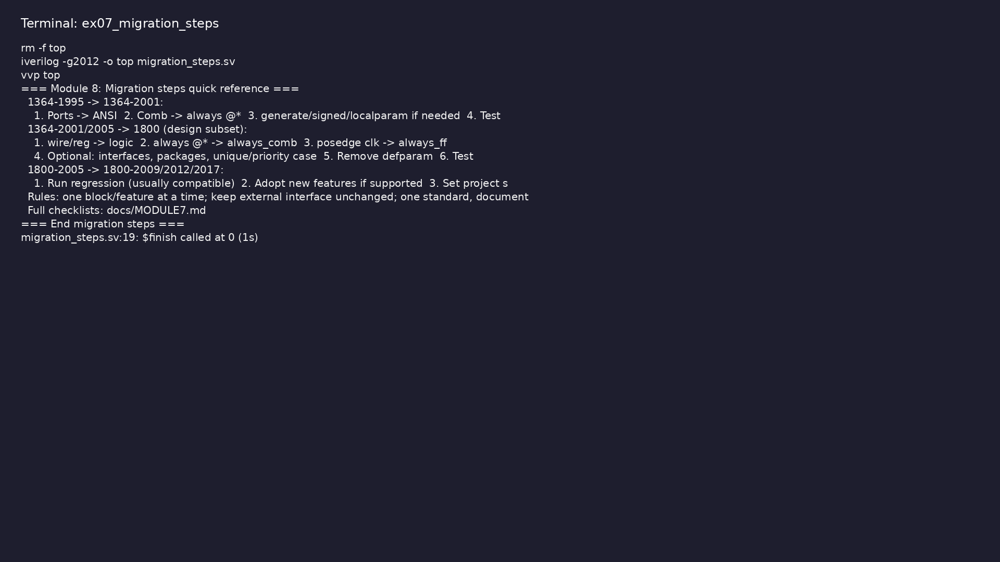 Terminal: ex07_migration_steps
rm -f top
iverilog -g2012 -o top migration_steps.sv
vvp top
=== Module 8: Migration steps quick reference ===
1364-1995 -> 1364-2001:
1. Ports -> ANSI  2. Comb -> always @*  3. generate/signed/localparam if needed  4. Test
1364-2001/2005 -> 1800 (design subset):
1. wire/reg -> logic  2. always @* -> always_comb  3. posedge clk -> always_ff
4. Optional: interfaces, packages, unique/priority case  5. Remove defparam  6. Test
1800-2005 -> 1800-2009/2012/2017:
1. Run regression (usually compatible)  2. Adopt new features if supported  3. Set project s
Rules: one block/feature at a time; keep external interface unchanged; one standard, document
Full checklists: docs/MODULE7.md
=== End migration steps ===
migration_steps.sv:19: $finish called at 0 (1s)